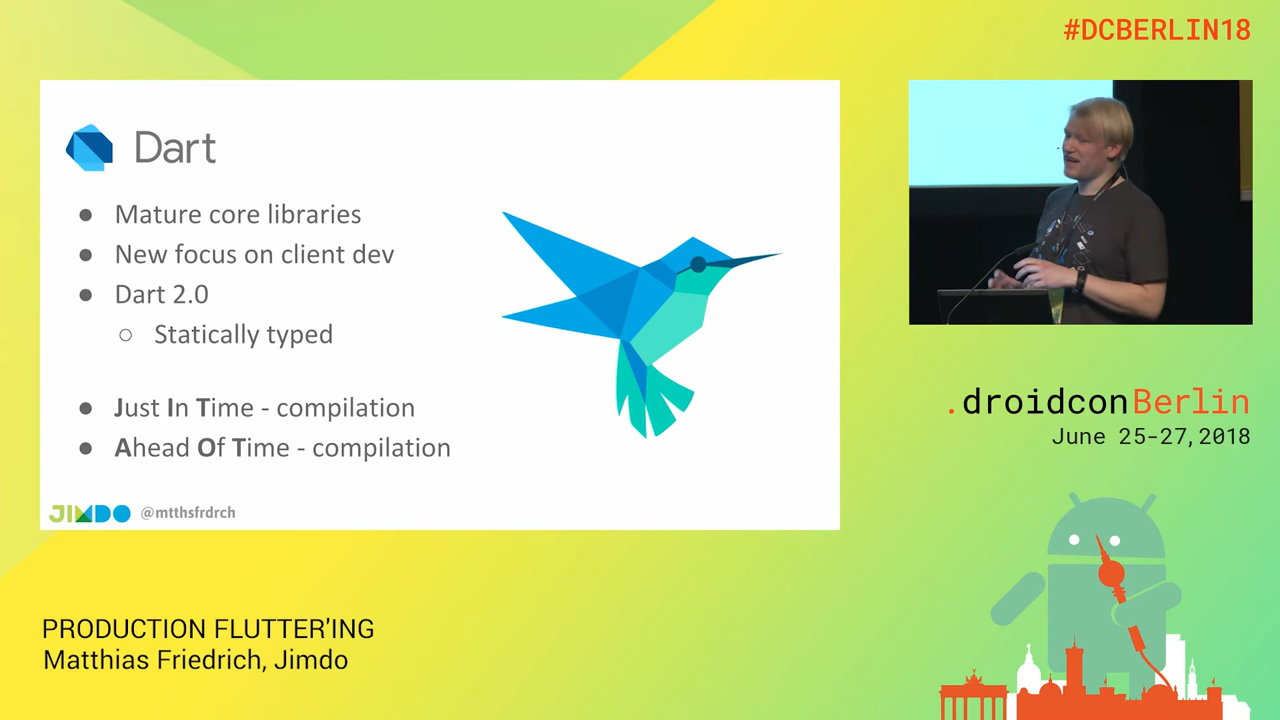 #DCBERLIN18
Dart
● Mature core libraries
● New focus on client dev
● Dart 2.0
○ Statically typed
● Just In Time - compilation
● Ahead Of Time - compilation
JIMDO @mtthsfrdrch
.droidconBerlin
June 25-27, 2018
PRODUCTION FLUTTER'ING
Matthias Friedrich, Jimdo